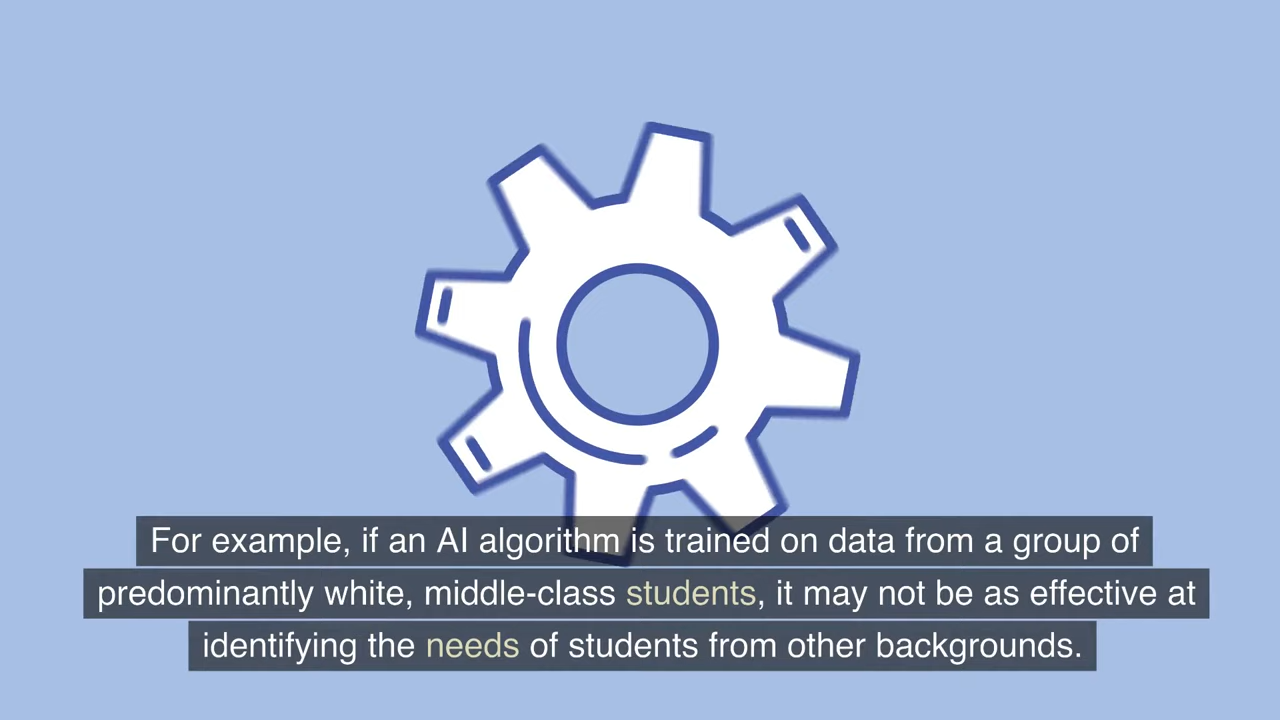 For example, if an AI algorithm is trained on data from a group of
predominantly white, middle-class students, it may not be as effective at
identifying the needs of students from other backgrounds.